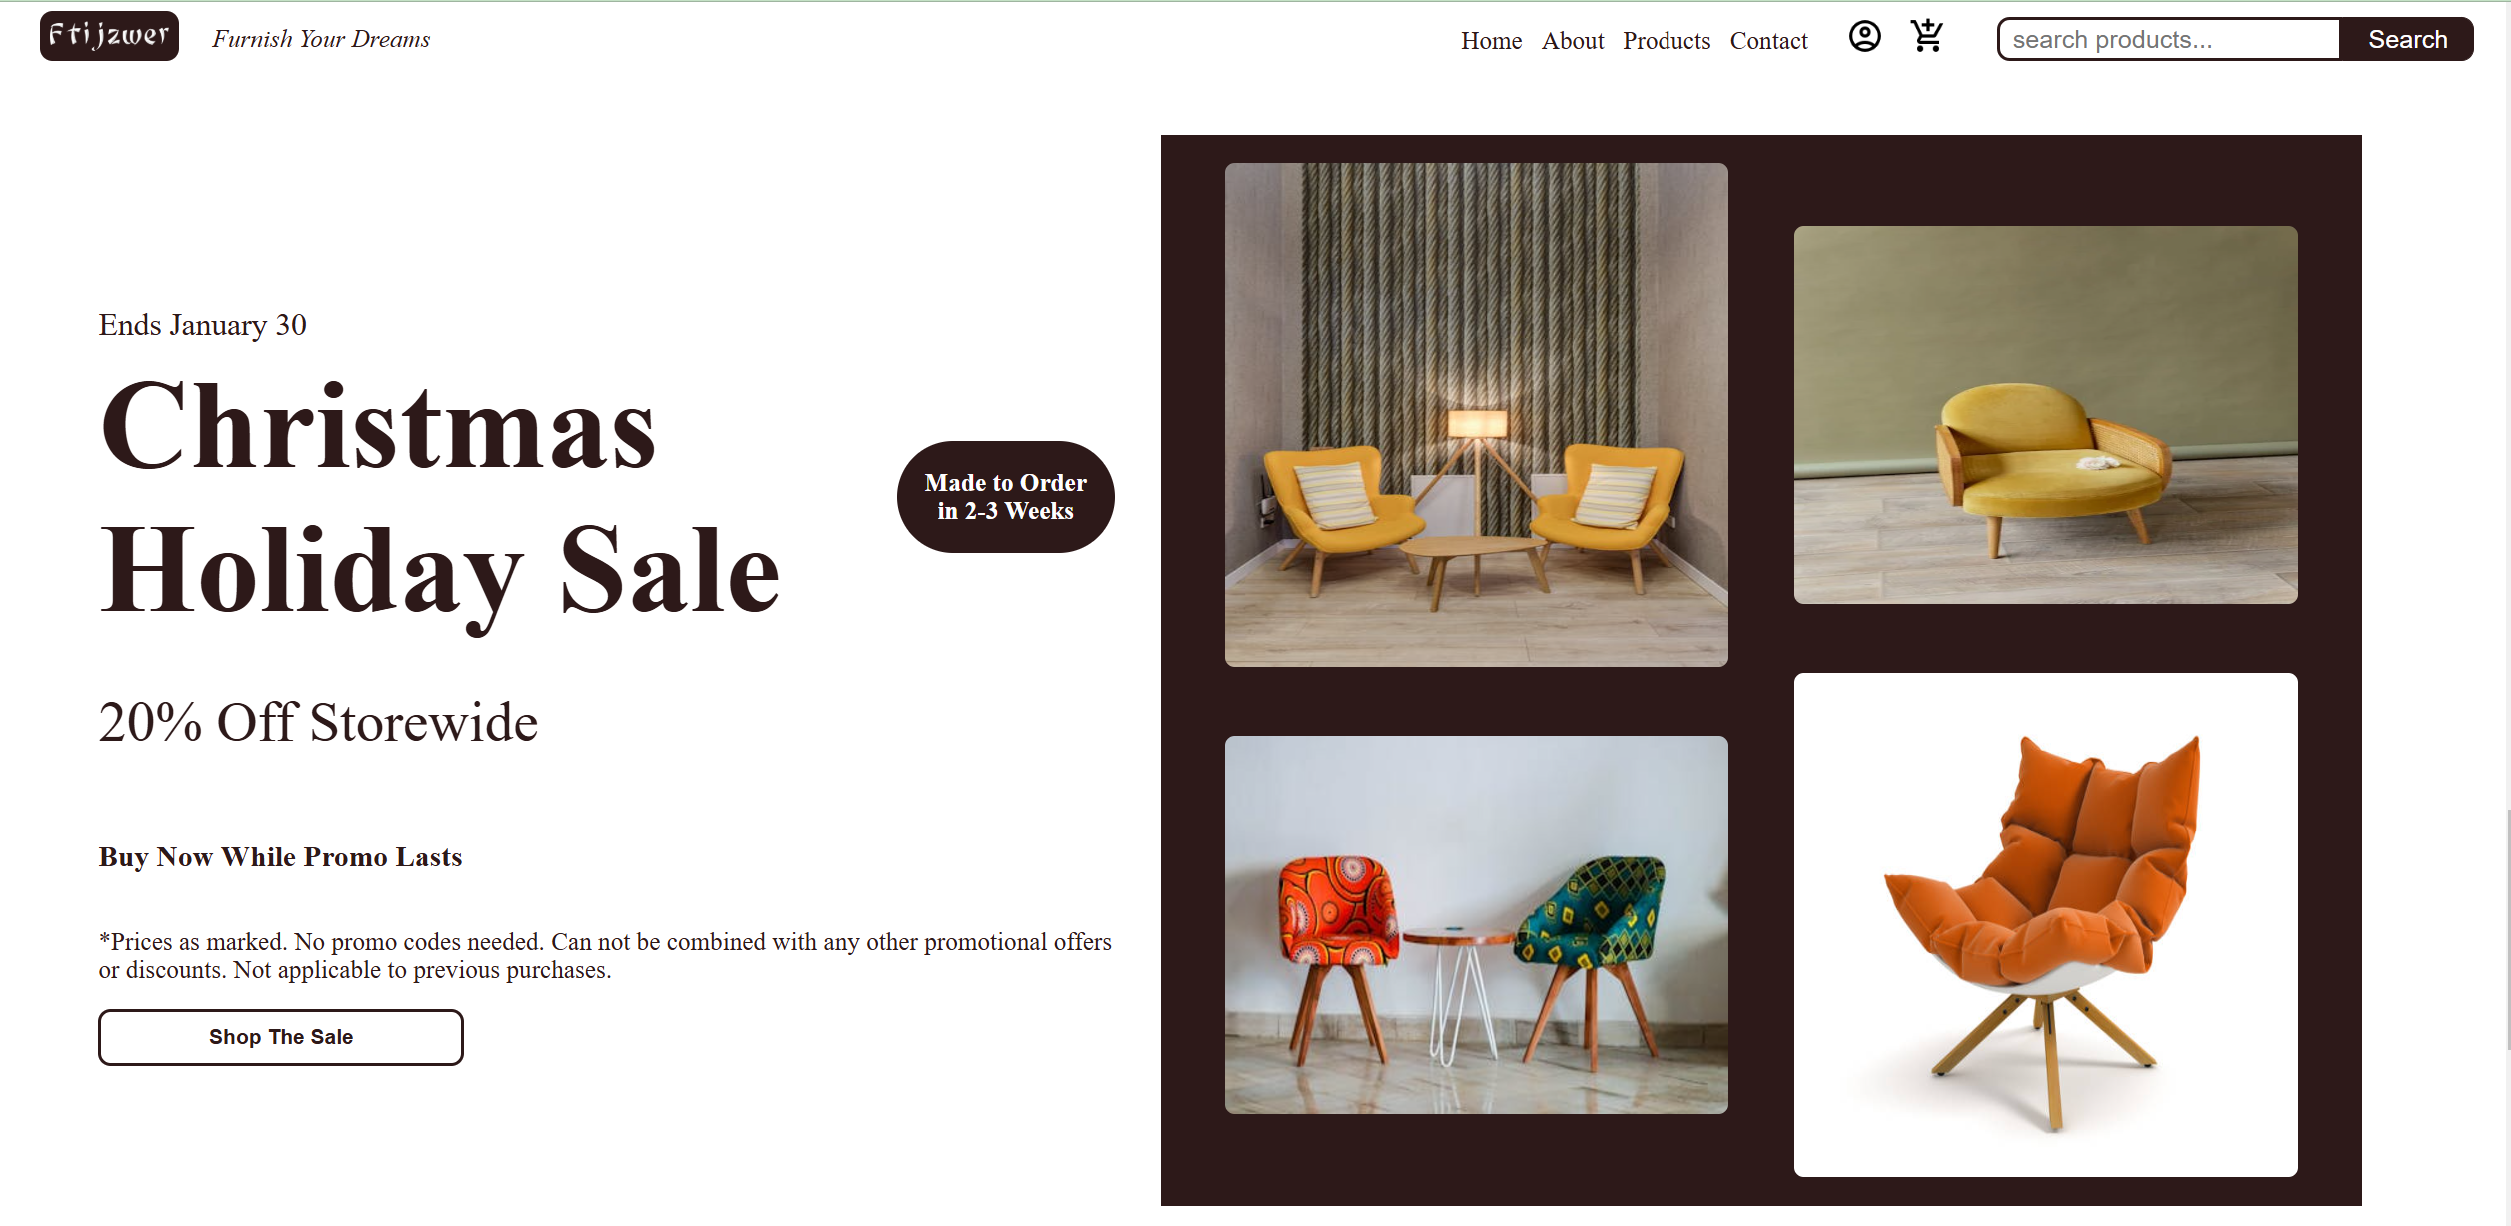 Ftijzwer
Furnish Your Dreams
Home About Products Contact
search products...
Search
Ends January 30
Christmas
Holiday Sale
Made to Order
in 2-3 Weeks
20% Off Storewide
Buy Now While Promo Lasts
*Prices as marked. No promo codes needed. Can not be combined with any other promotional offers
or discounts. Not applicable to previous purchases.
Shop The Sale